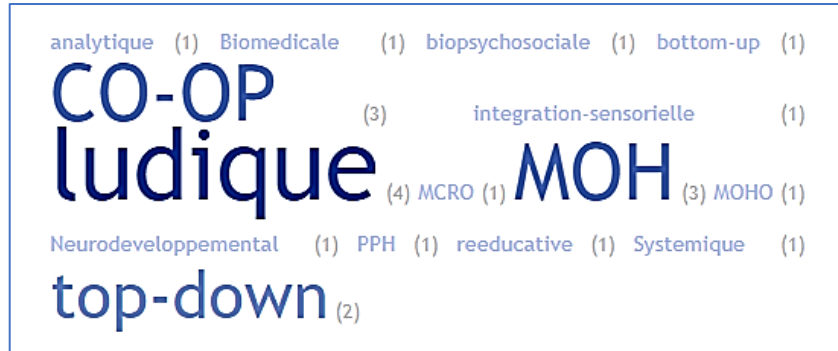 analytique (1) Biomedicale (1) biopsychosociale (1) bottom-up (1)
CO-OP (3) integration-sensorielle (1)
ludique (4) MCRO (1) MOH (3) MOHO (1)
Neurodeveloppemental (1) PPH (1) reeducative (1) Systemique (1)
top-down (2)